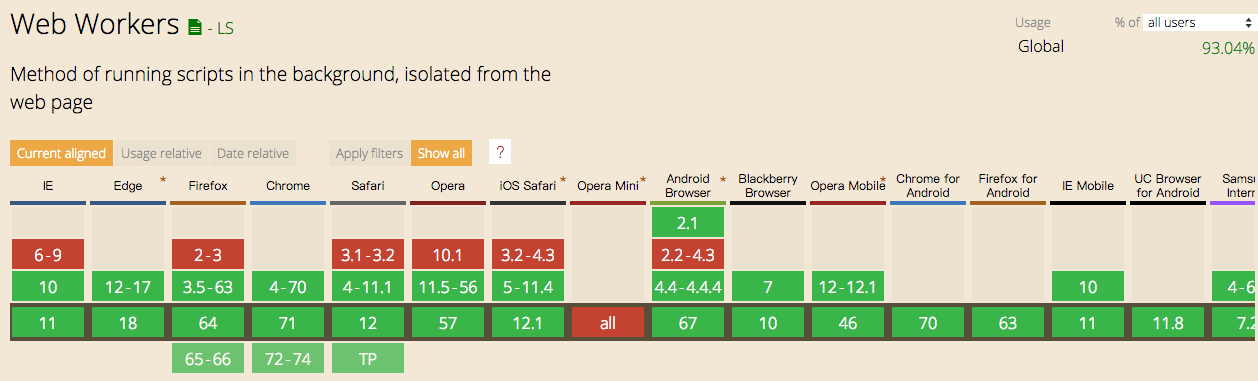 Web Workers - LS
Usage % of all users
Global 93.04%
Method of running scripts in the background, isolated from the
web page
Current aligned Usage relative Date relative Apply filters Show all ?
IE Edge * Firefox Chrome Safari Opera iOS Safari * Opera Mini * Android Browser * Blackberry Browser Opera Mobile * Chrome for Android Firefox for Android IE Mobile UC Browser for Android
2.1
6-9 2-3 3.1-3.2 10.1 3.2-4.3 2.2-4.3
10 12-17 3.5-63 4-70 4-11.1 11.5-56 5-11.4 4.4-4.4.4 7 12-12.1 10 4-6
11 18 64 71 12 57 12.1 all 67 10 46 70 63 11 11.8 7.2
65-66 72-74 TP